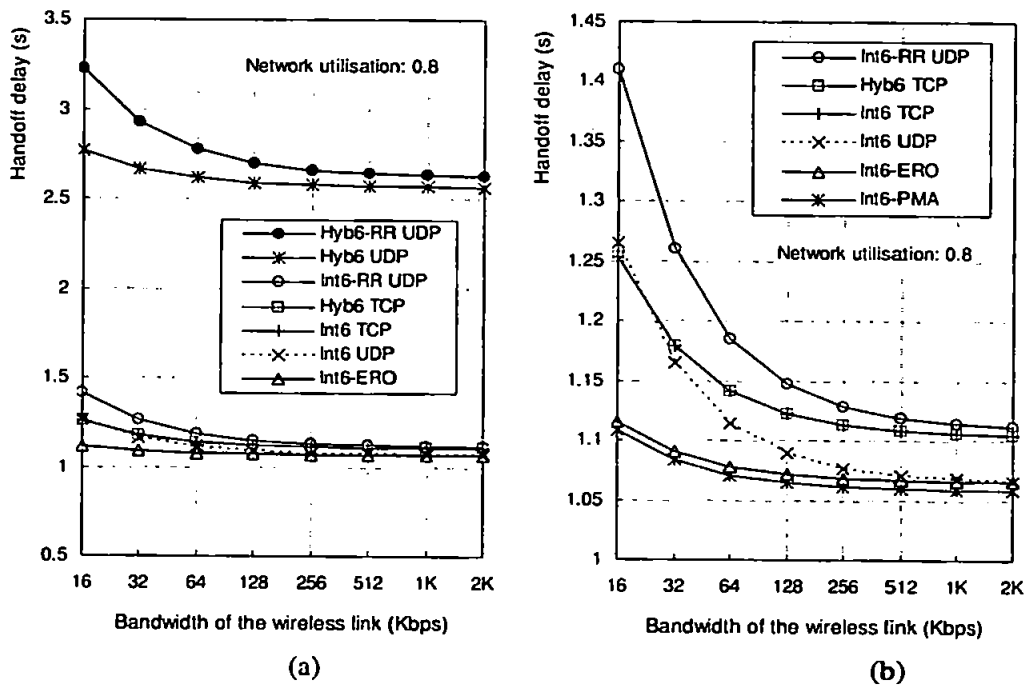 Handoff delay (s)
3.5
3
2.5
2
1.5
1
0.5
Network utilisation: 0.8
Hyb6-RR UDP
Hyb6 UDP
Int6-RR UDP
Hyb6 TCP
Int6 TCP
Int6 UDP
Int6-ERO
16 32 64 128 256 512 1K 2K
Bandwidth of the wireless link (Kbps)
(a)
Handoff delay (s)
1.45
1.4
1.35
1.3
1.25
1.2
1.15
1.1
1.05
1
Int6-RR UDP
Hyb6 TCP
Int6 TCP
Int6 UDP
Int6-ERO
Int6-PMA
Network utilisation: 0.8
16 32 64 128 256 512 1K 2K
Bandwidth of the wireless link (Kbps)
(b)